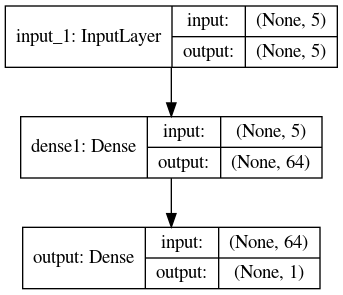 input_1: InputLayer
input: (None, 5)
output: (None, 5)
dense1: Dense
input: (None, 5)
output: (None, 64)
output: Dense
input: (None, 64)
output: (None, 1)